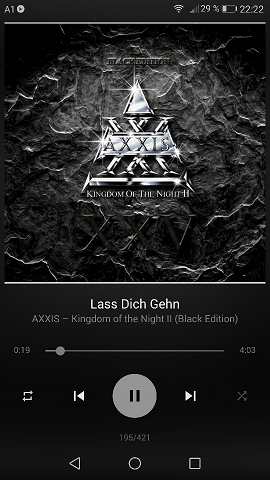 A1 29 % 22:22
BLACK EDITION
AXXIS
KINGDOM OF THE NIGHT II
XXV
Lass Dich Gehn
AXXIS – Kingdom of the Night II (Black Edition)
0:19 4:03
195/421